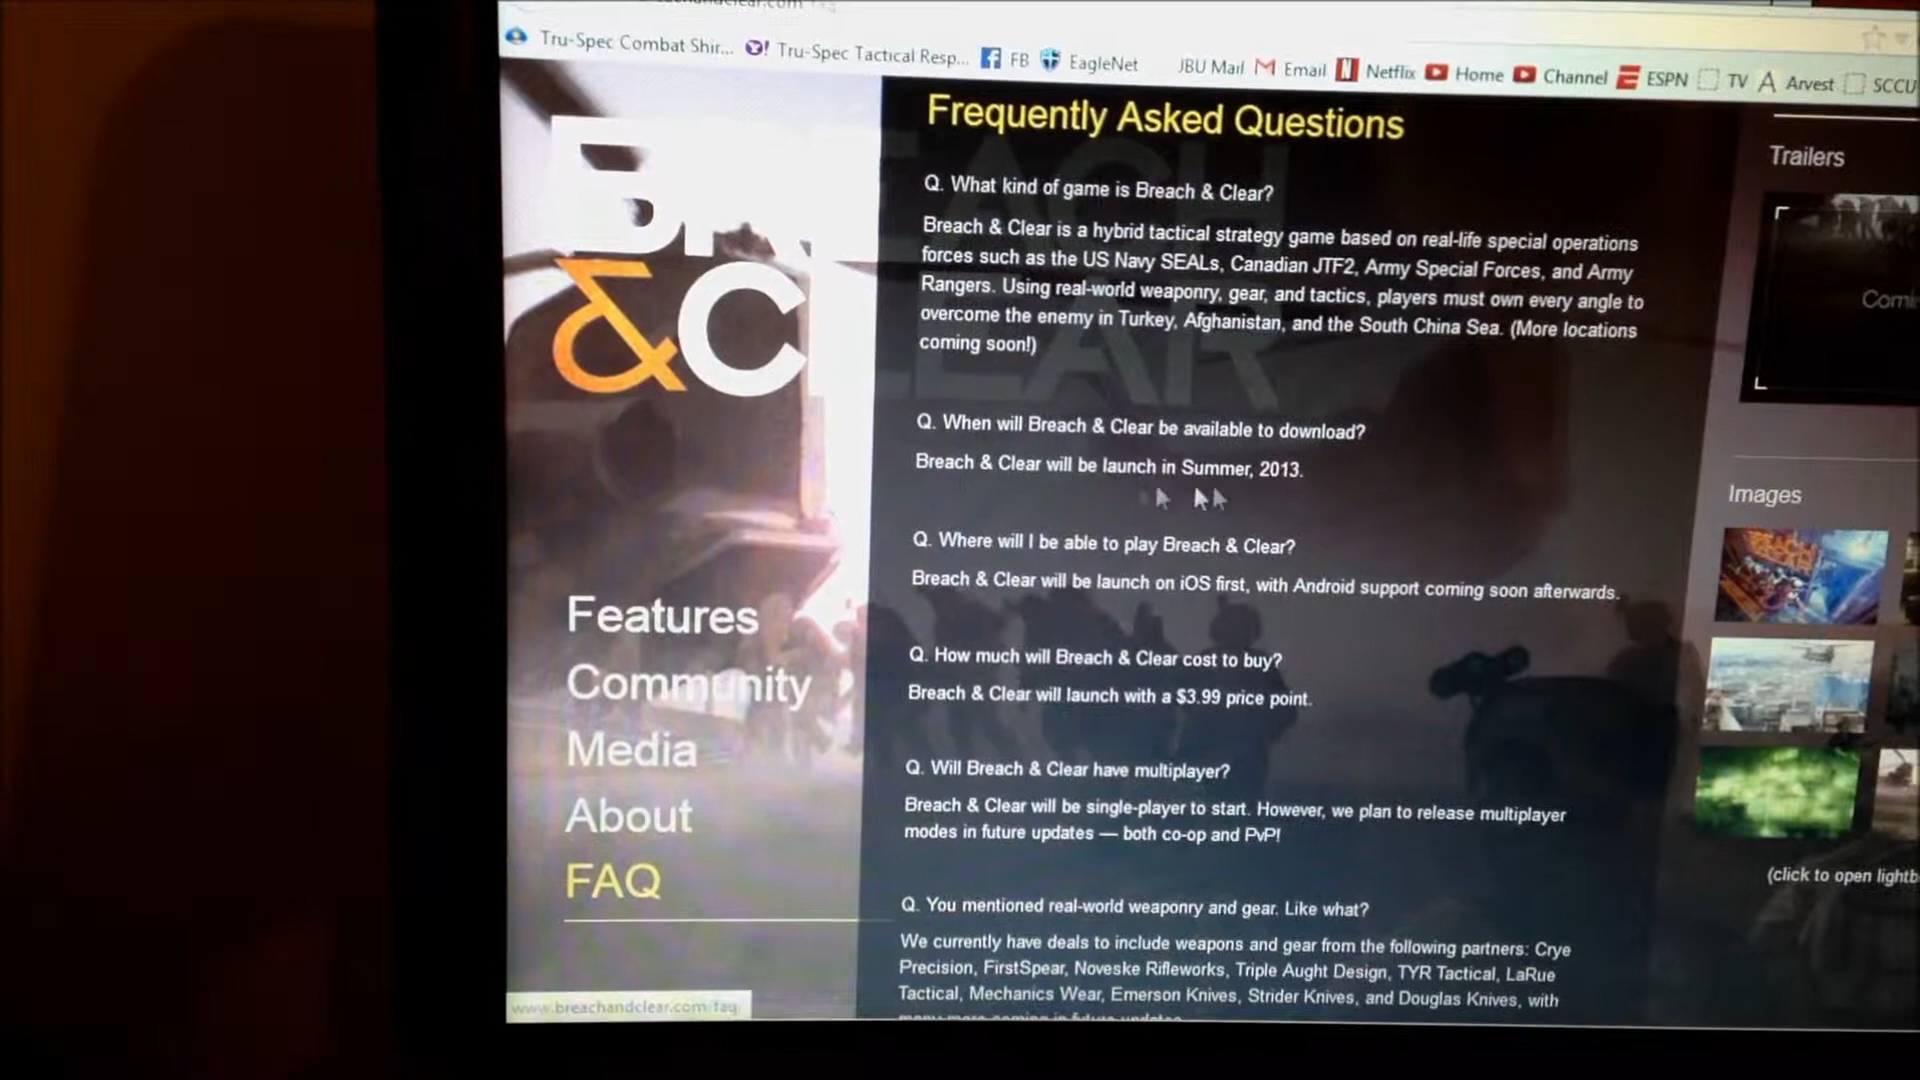 Tru-Spec Combat Shir... Tru-Spec Tactical Resp... FB EagleNet JBU Mail Email Netflix Home Channel ESPN TV Arvest SCCU
&C
Features
Community
Media
About
FAQ
www.breachandclear.com/faq
Frequently Asked Questions
Q. What kind of game is Breach & Clear?
Breach & Clear is a hybrid tactical strategy game based on real-life special operations
forces such as the US Navy SEALs, Canadian JTF2, Army Special Forces, and Army
Rangers. Using real-world weaponry, gear, and tactics, players must own every angle to
overcome the enemy in Turkey, Afghanistan, and the South China Sea. (More locations
coming soon!)
Q. When will Breach & Clear be available to download?
Breach & Clear will be launch in Summer, 2013.
Q. Where will I be able to play Breach & Clear?
Breach & Clear will be launch on iOS first, with Android support coming soon afterwards.
Q. How much will Breach & Clear cost to buy?
Breach & Clear will launch with a $3.99 price point.
Q. Will Breach & Clear have multiplayer?
Breach & Clear will be single-player to start. However, we plan to release multiplayer
modes in future updates — both co-op and PvP!
Q. You mentioned real-world weaponry and gear. Like what?
We currently have deals to include weapons and gear from the following partners: Crye
Precision, FirstSpear, Noveske Rifleworks, Triple Aught Design, TYR Tactical, LaRue
Tactical, Mechanics Wear, Emerson Knives, Strider Knives, and Douglas Knives, with
many more coming in future updates
Trailers
Images
(click to open lightb